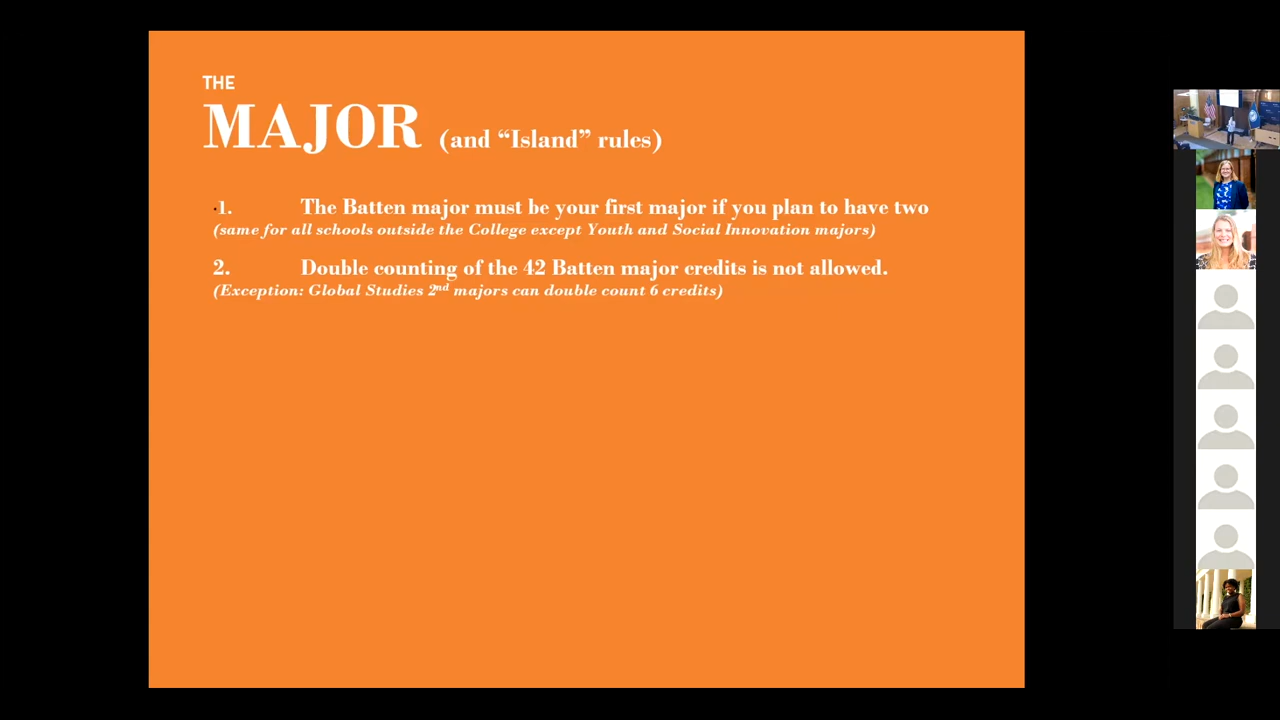 THE
MAJOR (and “Island” rules)
·1. The Batten major must be your first major if you plan to have two
(same for all schools outside the College except Youth and Social Innovation majors)
2. Double counting of the 42 Batten major credits is not allowed.
(Exception: Global Studies 2nd majors can double count 6 credits)